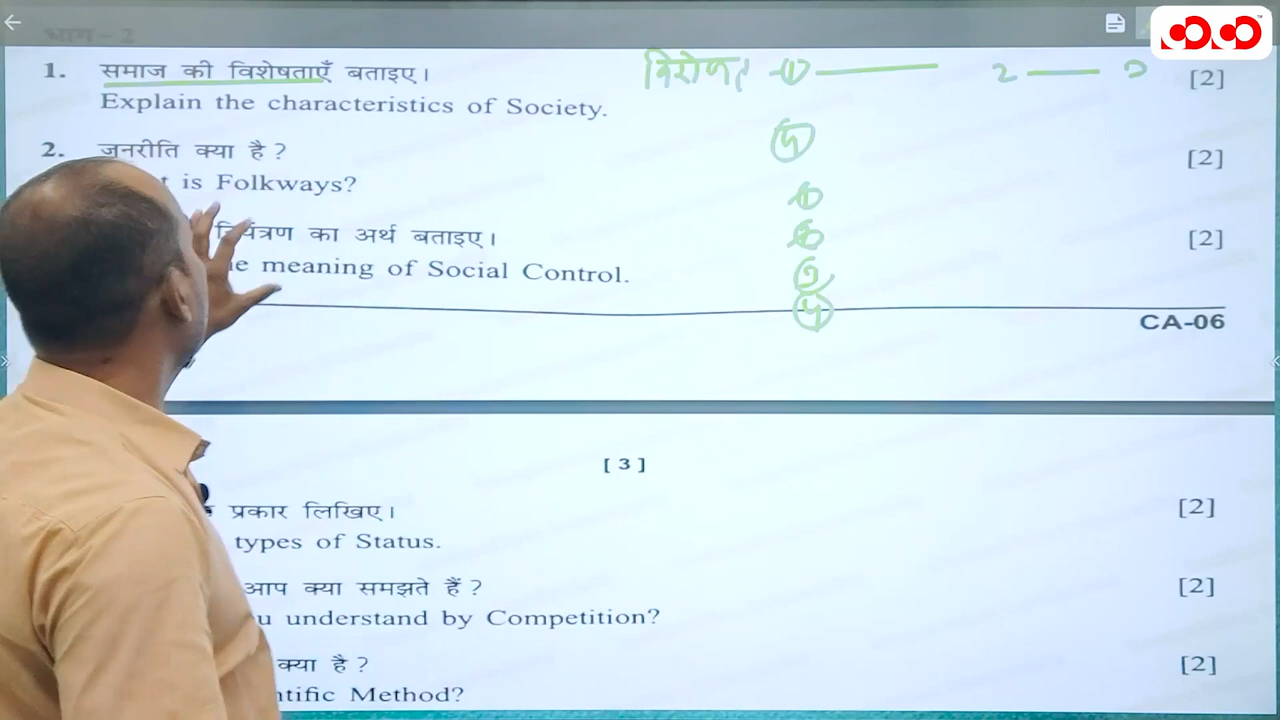 भाग – 2
1. समाज की विशेषताएँ बताइए। [2]
Explain the characteristics of Society.
2. जनरीति क्या है ? [2]
is Folkways?
का अर्थ बताइए। [2]
meaning of Social Control.
CA-06
[ 3 ]
प्रकार लिखिए। [2]
types of Status.
आप क्या समझते हैं ? [2]
understand by Competition?
क्या है ? [2]
Method?